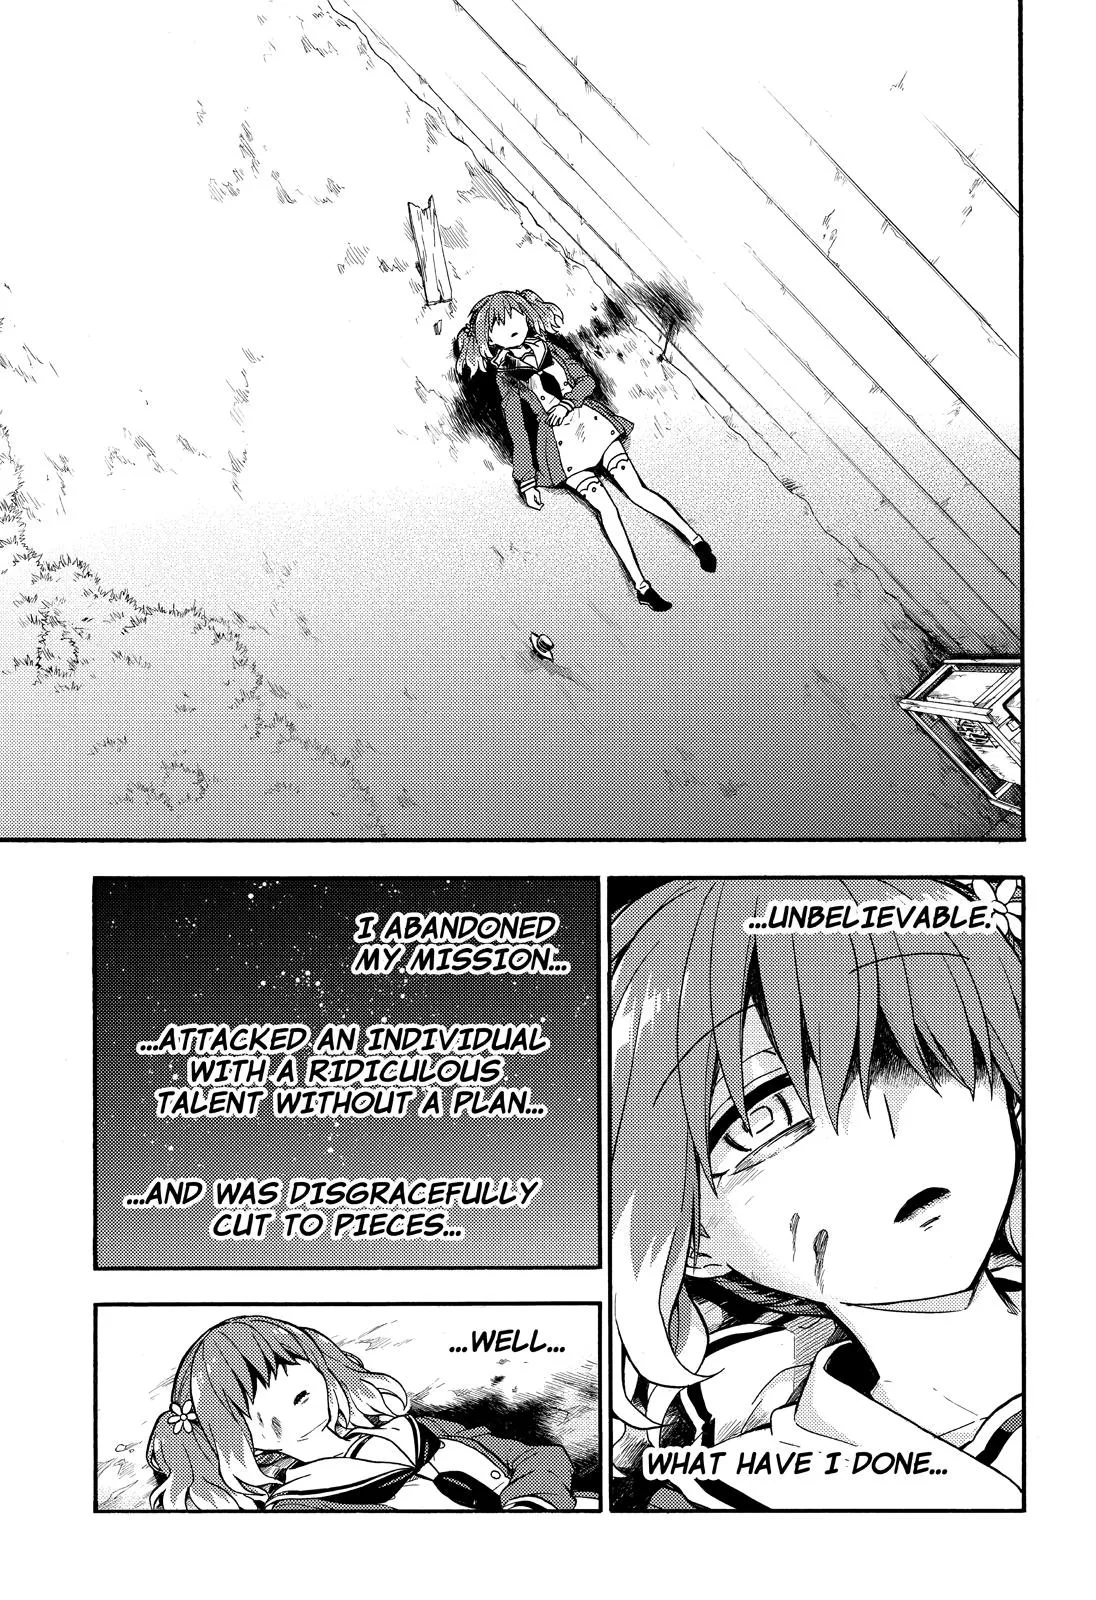 ...UNBELIEVABLE.
WHAT HAVE I DONE...
I ABANDONED
MY MISSION...
...ATTACKED AN INDIVIDUAL
WITH A RIDICULOUS
TALENT WITHOUT A PLAN...
...AND WAS DISGRACEFULLY
CUT TO PIECES...
...WELL...